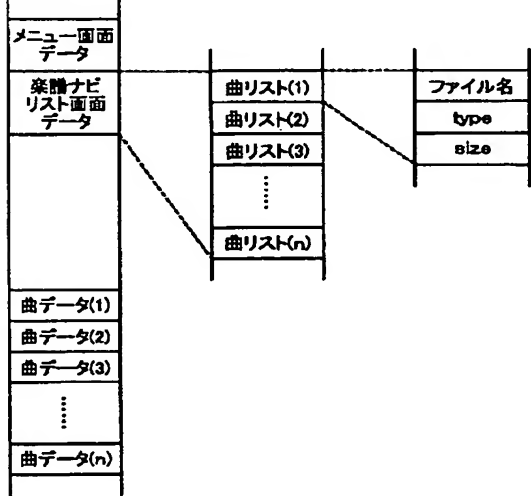 メニュー画面
データ
楽譜ナビ
リスト画面
データ
曲データ(1)
曲データ(2)
曲データ(3)
曲データ(n)
曲リスト(1)
曲リスト(2)
曲リスト(3)
曲リスト(n)
ファイル名
type
size